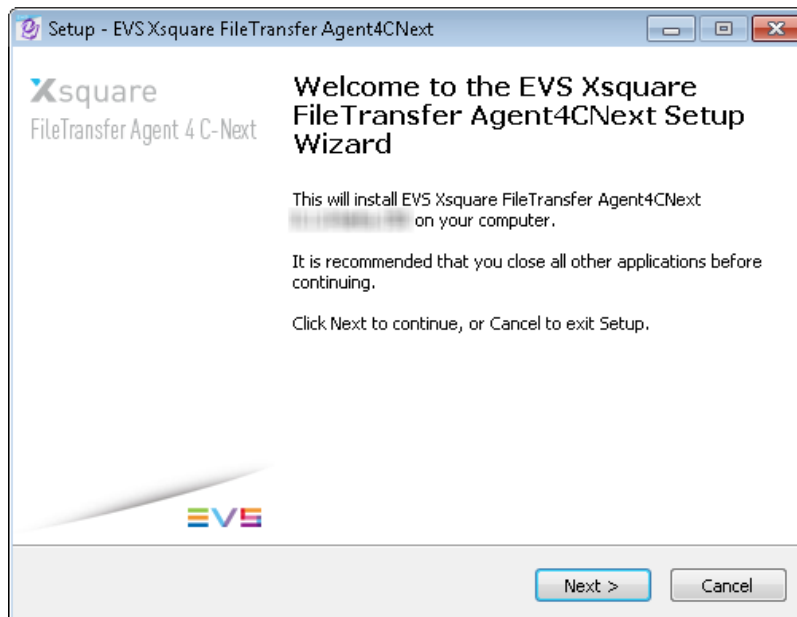 Setup - EVS Xsquare FileTransfer Agent4CNext
Xsquare
FileTransfer Agent 4 C-Next
Welcome to the EVS Xsquare
FileTransfer Agent4CNext Setup
Wizard
This will install EVS Xsquare FileTransfer Agent4CNext
on your computer.
It is recommended that you close all other applications before
continuing.
Click Next to continue, or Cancel to exit Setup.
EVS
Next >
Cancel